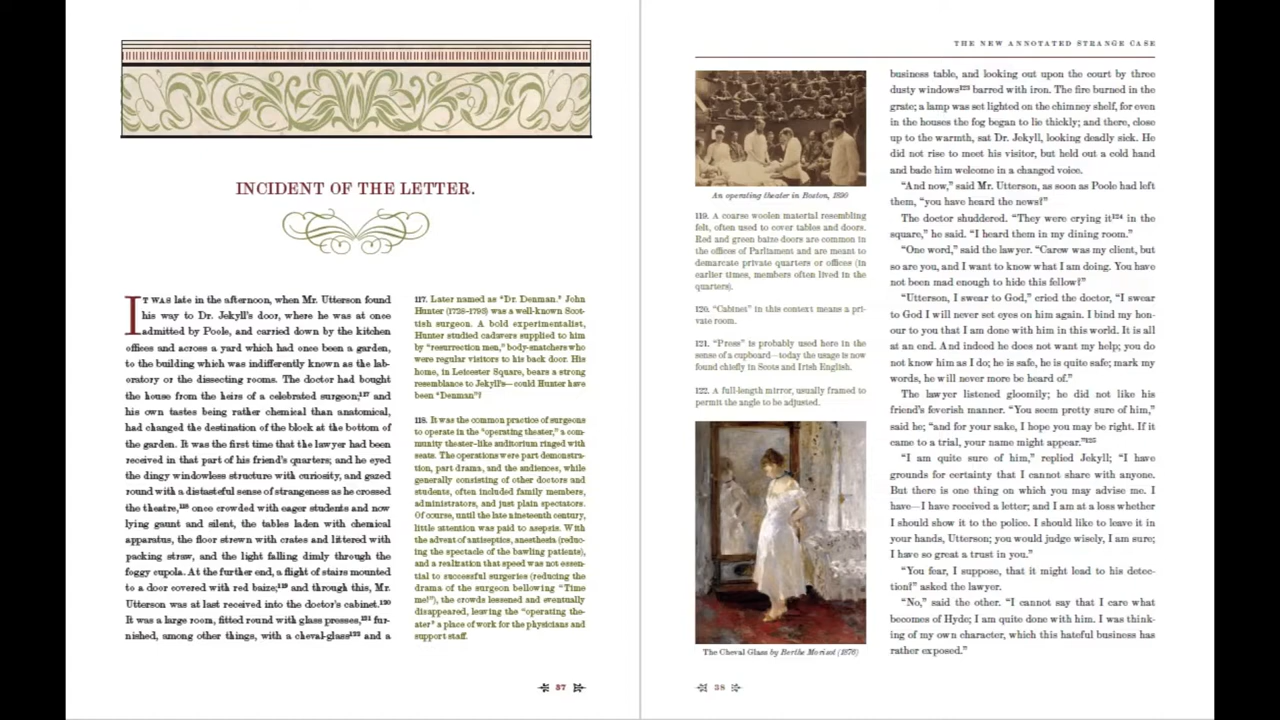 INCIDENT OF THE LETTER.
IT WAS late in the afternoon, when Mr. Utterson found
his way to Dr. Jekyll's door, where he was at once
admitted by Poole, and carried down by the kitchen
offices and across a yard which had once been a garden,
to the building which was indifferently known as the lab-
oratory or the dissecting rooms. The doctor had bought
the house from the heirs of a celebrated surgeon;117 and
his own tastes being rather chemical than anatomical,
had changed the destination of the block at the bottom of
the garden. It was the first time that the lawyer had been
received in that part of his friend's quarters; and he eyed
the dingy windowless structure with curiosity, and gazed
round with a distasteful sense of strangeness as he crossed
the theatre,118 once crowded with eager students and now
lying gaunt and silent, the tables laden with chemical
apparatus, the floor strewn with crates and littered with
packing straw, and the light falling dimly through the
foggy cupola. At the further end, a flight of stairs mounted
to a door covered with red baize;119 and through this, Mr.
Utterson was at last received into the doctor's cabinet.120
It was a large room, fitted round with glass presses,121 fur-
nished, among other things, with a cheval-glass122 and a
117. Later named as "Dr. Denman." John
Hunter (1728–1793) was a well-known Scot-
tish surgeon. A bold experimentalist,
Hunter studied cadavers supplied to him
by "resurrection men," body-snatchers who
were regular visitors to his back door. His
home, in Leicester Square, bears a strong
resemblance to Jekyll's—could Hunter have
been "Denman"?
118. It was the common practice of surgeons
to operate in the "operating theater," a com-
munity theater-like auditorium ringed with
seats. The operations were part demonstra-
tion, part drama, and the audiences, while
generally consisting of other doctors and
students, often included family members,
administrators, and just plain spectators.
Of course, until the late nineteenth century,
little attention was paid to asepsis. With
the advent of antiseptics, anesthesia (reduc-
ing the spectacle of the bawling patients),
and a realization that speed was not essen-
tial to successful surgeries (reducing the
drama of the surgeon bellowing "Time
me!"), the crowds lessened and eventually
disappeared, leaving the "operating the-
ater" a place of work for the physicians and
support staff.
37
THE NEW ANNOTATED STRANGE CASE
An operating theater in Boston, 1890
119. A coarse woolen material resembling
felt, often used to cover tables and doors.
Red and green baize doors are common in
the offices of Parliament and are meant to
demarcate private quarters or offices (in
earlier times, members often lived in the
quarters).
120. "Cabinet" in this context means a pri-
vate room.
121. "Press" is probably used here in the
sense of a cupboard—today the usage is now
found chiefly in Scots and Irish English.
122. A full-length mirror, usually framed to
permit the angle to be adjusted.
The Cheval Glass by Berthe Morisot (1876)
business table, and looking out upon the court by three
dusty windows123 barred with iron. The fire burned in the
grate; a lamp was set lighted on the chimney shelf, for even
in the houses the fog began to lie thickly; and there, close
up to the warmth, sat Dr. Jekyll, looking deadly sick. He
did not rise to meet his visitor, but held out a cold hand
and bade him welcome in a changed voice.
"And now," said Mr. Utterson, as soon as Poole had left
them, "you have heard the news?"
The doctor shuddered. "They were crying it124 in the
square," he said. "I heard them in my dining room."
"One word," said the lawyer. "Carew was my client, but
so are you, and I want to know what I am doing. You have
not been mad enough to hide this fellow?"
"Utterson, I swear to God," cried the doctor, "I swear
to God I will never set eyes on him again. I bind my hon-
our to you that I am done with him in this world. It is all
at an end. And indeed he does not want my help; you do
not know him as I do; he is safe, he is quite safe; mark my
words, he will never more be heard of."
The lawyer listened gloomily; he did not like his
friend's feverish manner. "You seem pretty sure of him,"
said he; "and for your sake, I hope you may be right. If it
came to a trial, your name might appear."125
"I am quite sure of him," replied Jekyll; "I have
grounds for certainty that I cannot share with anyone.
But there is one thing on which you may advise me. I
have—I have received a letter; and I am at a loss whether
I should show it to the police. I should like to leave it in
your hands, Utterson; you would judge wisely, I am sure;
I have so great a trust in you."
"You fear, I suppose, that it might lead to his detec-
tion?" asked the lawyer.
"No," said the other. "I cannot say that I care what
becomes of Hyde; I am quite done with him. I was think-
ing of my own character, which this hateful business has
rather exposed."
38